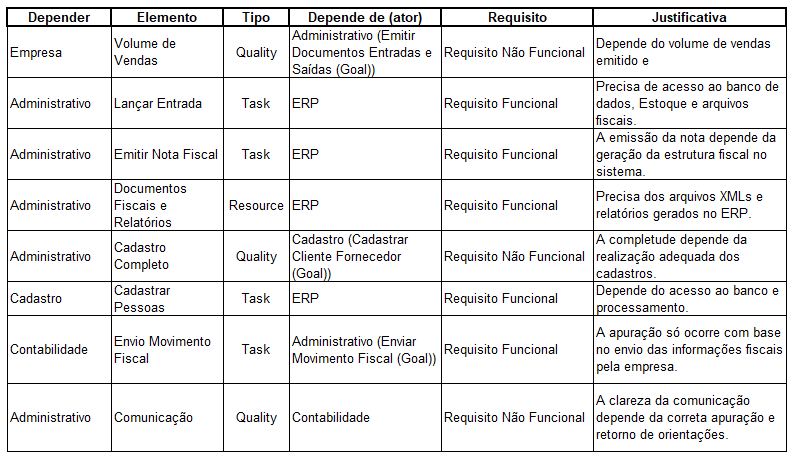 Depender Elemento Tipo Depende de (ator) Requisito Justificativa
Empresa
Volume de
Vendas
Quality
Administrativo (Emitir
Documentos Entradas e
Saídas (Goal))
Requisito Não Funcional
Depende do volume de vendas
emitido e
Administrativo
Lançar Entrada
Task
ERP
Requisito Funcional
Precisa de acesso ao banco de
dados, Estoque e arquivos
fiscais.
Administrativo
Emitir Nota Fiscal
Task
ERP
Requisito Funcional
A emissão da nota depende da
geração da estrutura fiscal no
sistema.
Administrativo
Documentos
Fiscais e
Relatórios
Resource
ERP
Requisito Funcional
Precisa dos arquivos XMLs e
relatórios gerados no ERP.
Administrativo
Cadastro
Completo
Quality
Cadastro (Cadastrar
Cliente Fornecedor
(Goal))
Requisito Não Funcional
A completude depende da
realização adequada dos
cadastros.
Cadastro
Cadastrar
Pessoas
Task
ERP
Requisito Funcional
Depende do acesso ao banco e
processamento.
Contabilidade
Envio Movimento
Fiscal
Task
Administrativo (Enviar
Movimento Fiscal (Goal))
Requisito Funcional
A apuração só ocorre com base
no envio das informações fiscais
pela empresa.
Administrativo
Comunicação
Quality
Contabilidade
Requisito Não Funcional
A clareza da comunicação
depende da correta apuração e
retorno de orientações.